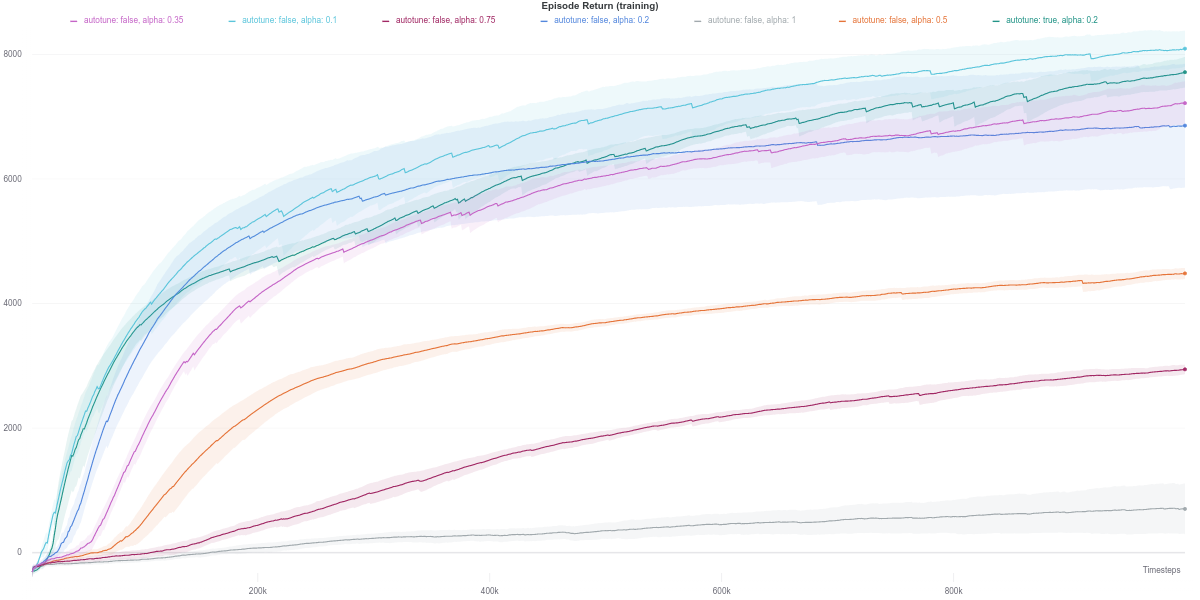 Episode Return (training)
autotune: false, alpha: 0.35 autotune: false, alpha: 0.1 autotune: false, alpha: 0.75 autotune: false, alpha: 0.2 autotune: false, alpha: 1 autotune: false, alpha: 0.5 autotune: true, alpha: 0.2
8000
6000
4000
2000
0
Timesteps
200k 400k 600k 800k